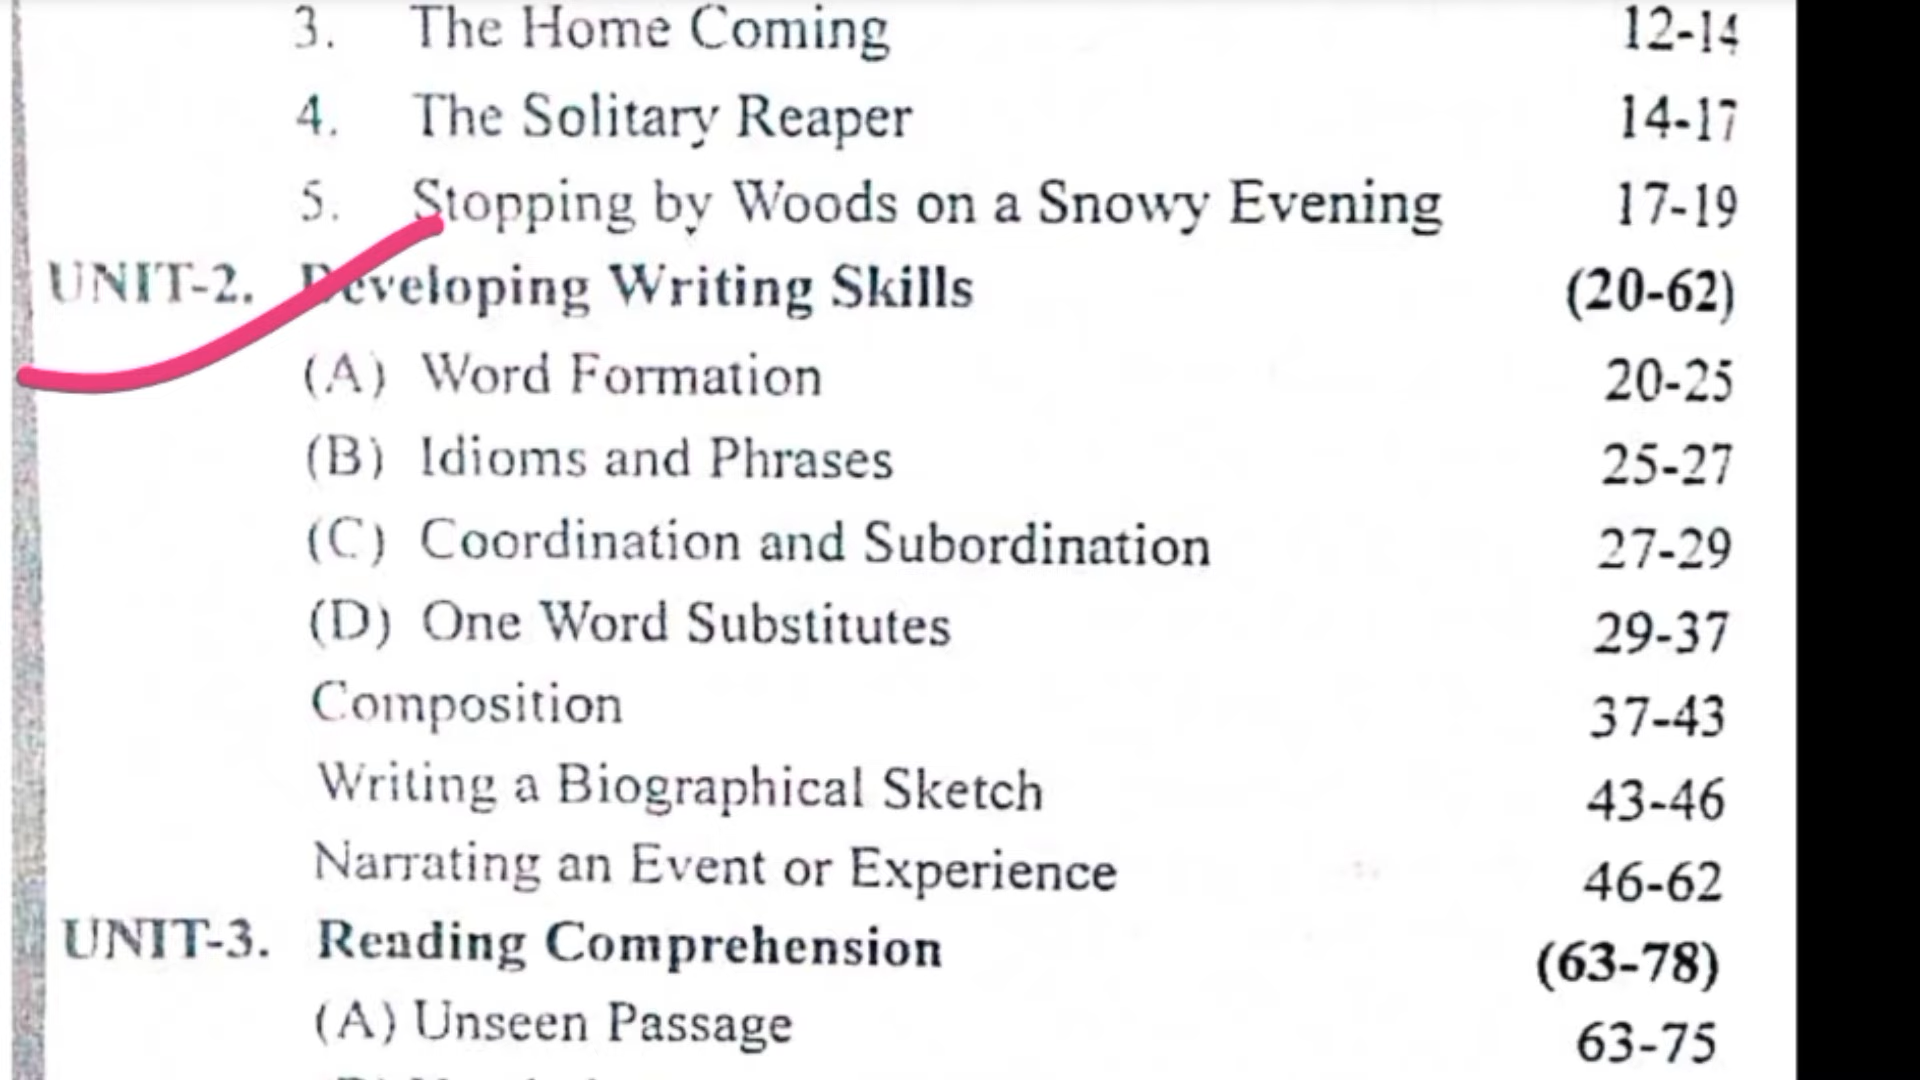 3. The Home Coming 12-14
4. The Solitary Reaper 14-17
5. Stopping by Woods on a Snowy Evening 17-19
UNIT-2. Developing Writing Skills (20-62)
(A) Word Formation 20-25
(B) Idioms and Phrases 25-27
(C) Coordination and Subordination 27-29
(D) One Word Substitutes 29-37
Composition 37-43
Writing a Biographical Sketch 43-46
Narrating an Event or Experience 46-62
UNIT-3. Reading Comprehension (63-78)
(A) Unseen Passage 63-75